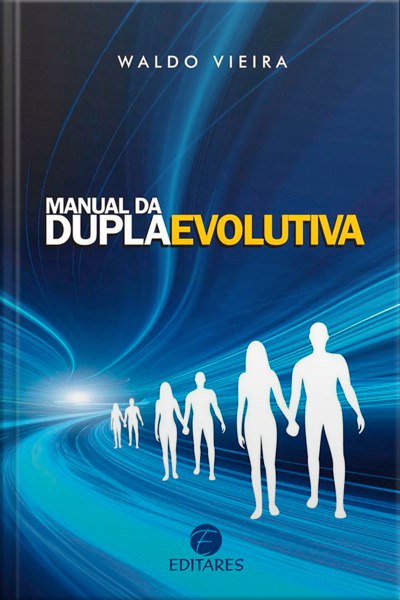 WALDO VIEIRA
MANUAL DA
DUPLAEVOLUTIVA
E
EDITARES